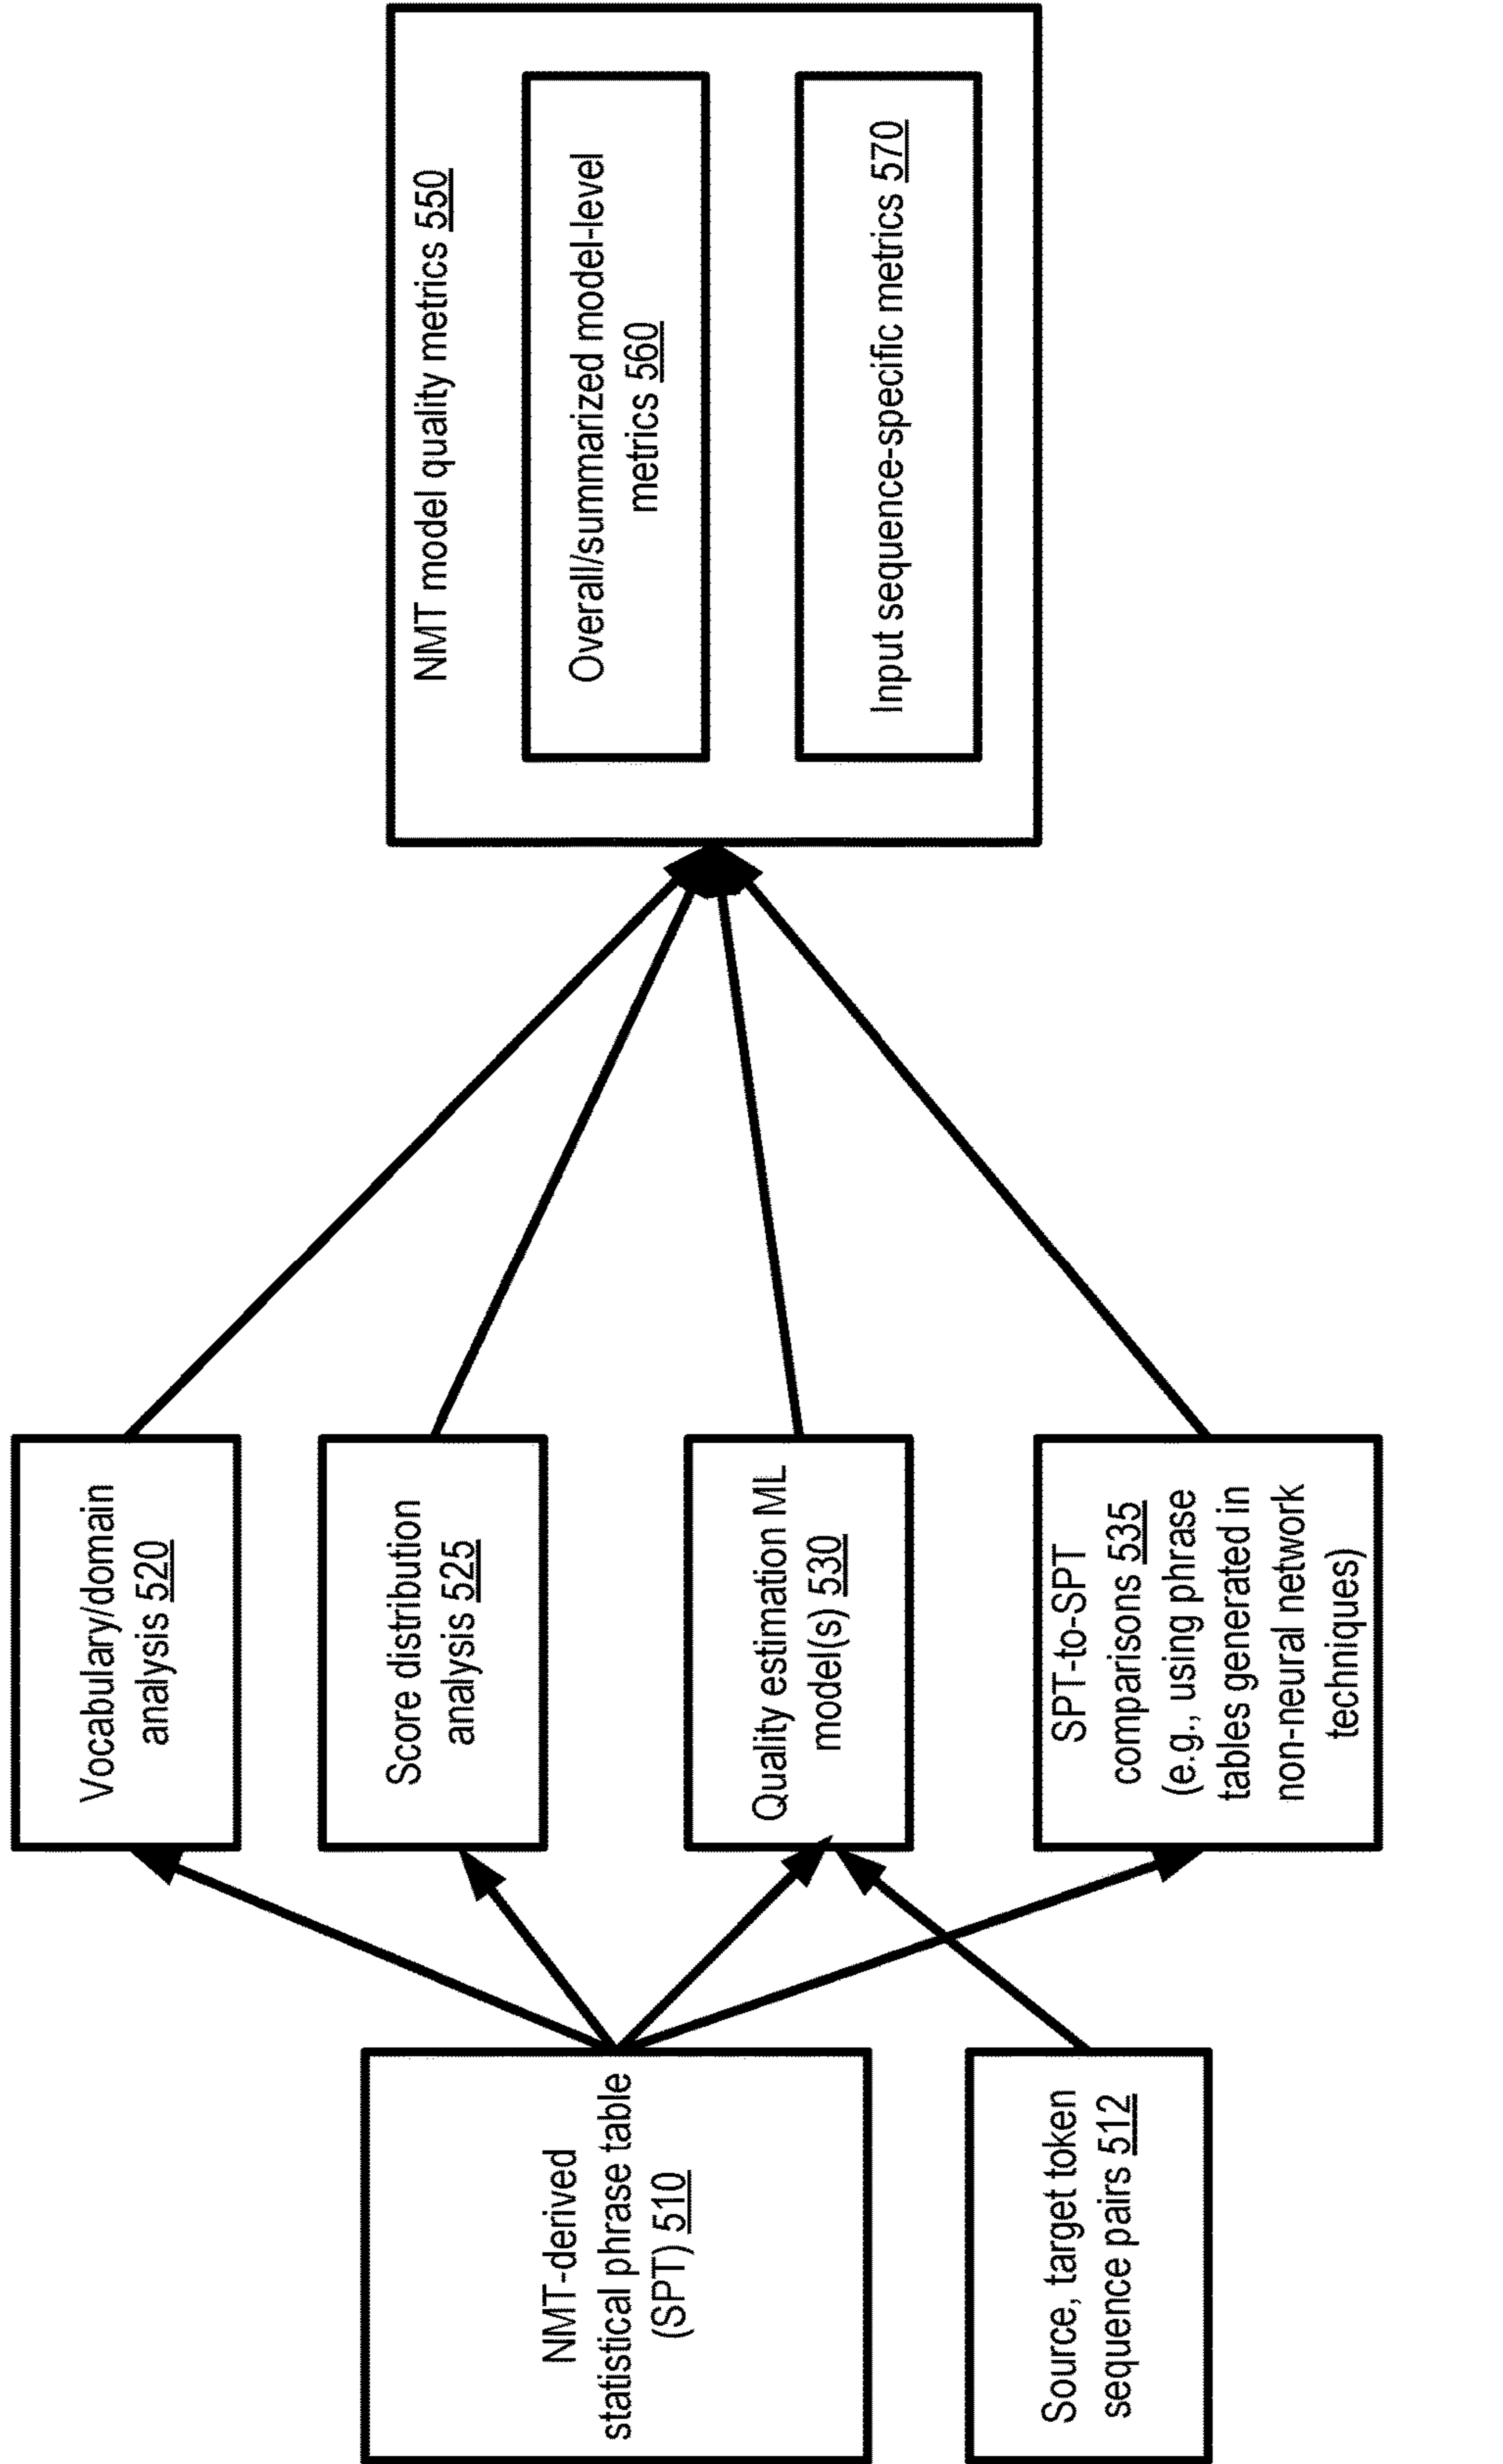 NMT-derived
statistical phrase table
(SPT) 510
Source, target token
sequence pairs 512
Vocabulary/domain
analysis 520
Score distribution
analysis 525
Quality estimation ML
model(s) 530
SPT-to-SPT
comparisons 535
(e.g., using phrase
tables generated in
non-neural network
techniques)
NMT model quality metrics 550
Overall/summarized model-level
metrics 560
Input sequence-specific metrics 570